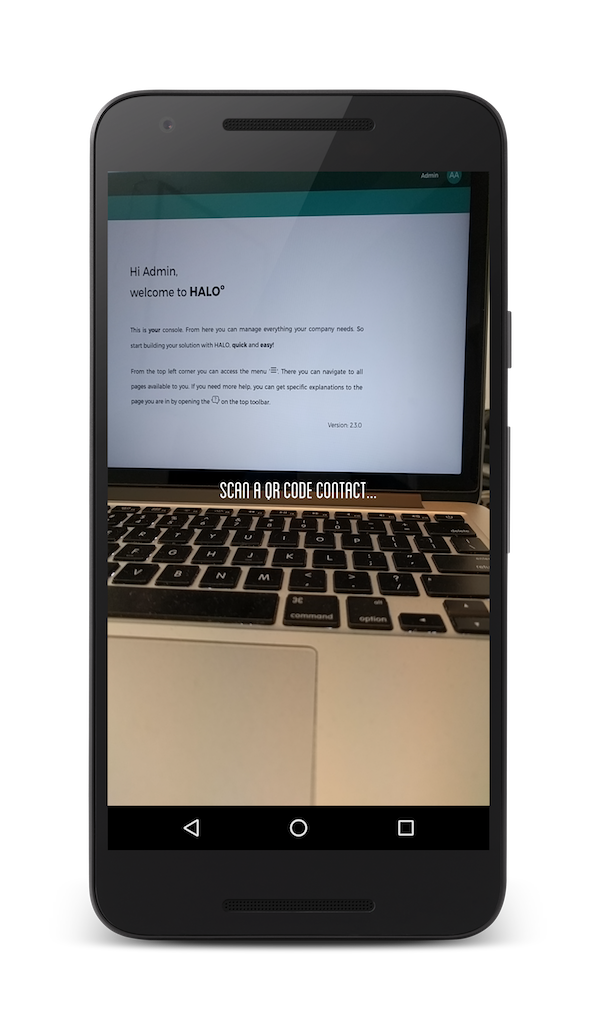 Admin AA
Hi Admin,
welcome to HALO°
This is your console. From here you can manage everything your company needs. So
start building your solution with HALO, quick and easy!
From the top left corner you can access the menu '☰'. There you can navigate to all
pages available to you. If you need more help, you can get specific explanations to the
page you are in by opening the on the top toolbar.
Version: 2.3.0
SCAN A QR CODE CONTACT...
R T Y U I O P
F G H J K L
V B N M < > ?
, . /
⌘ alt
command option